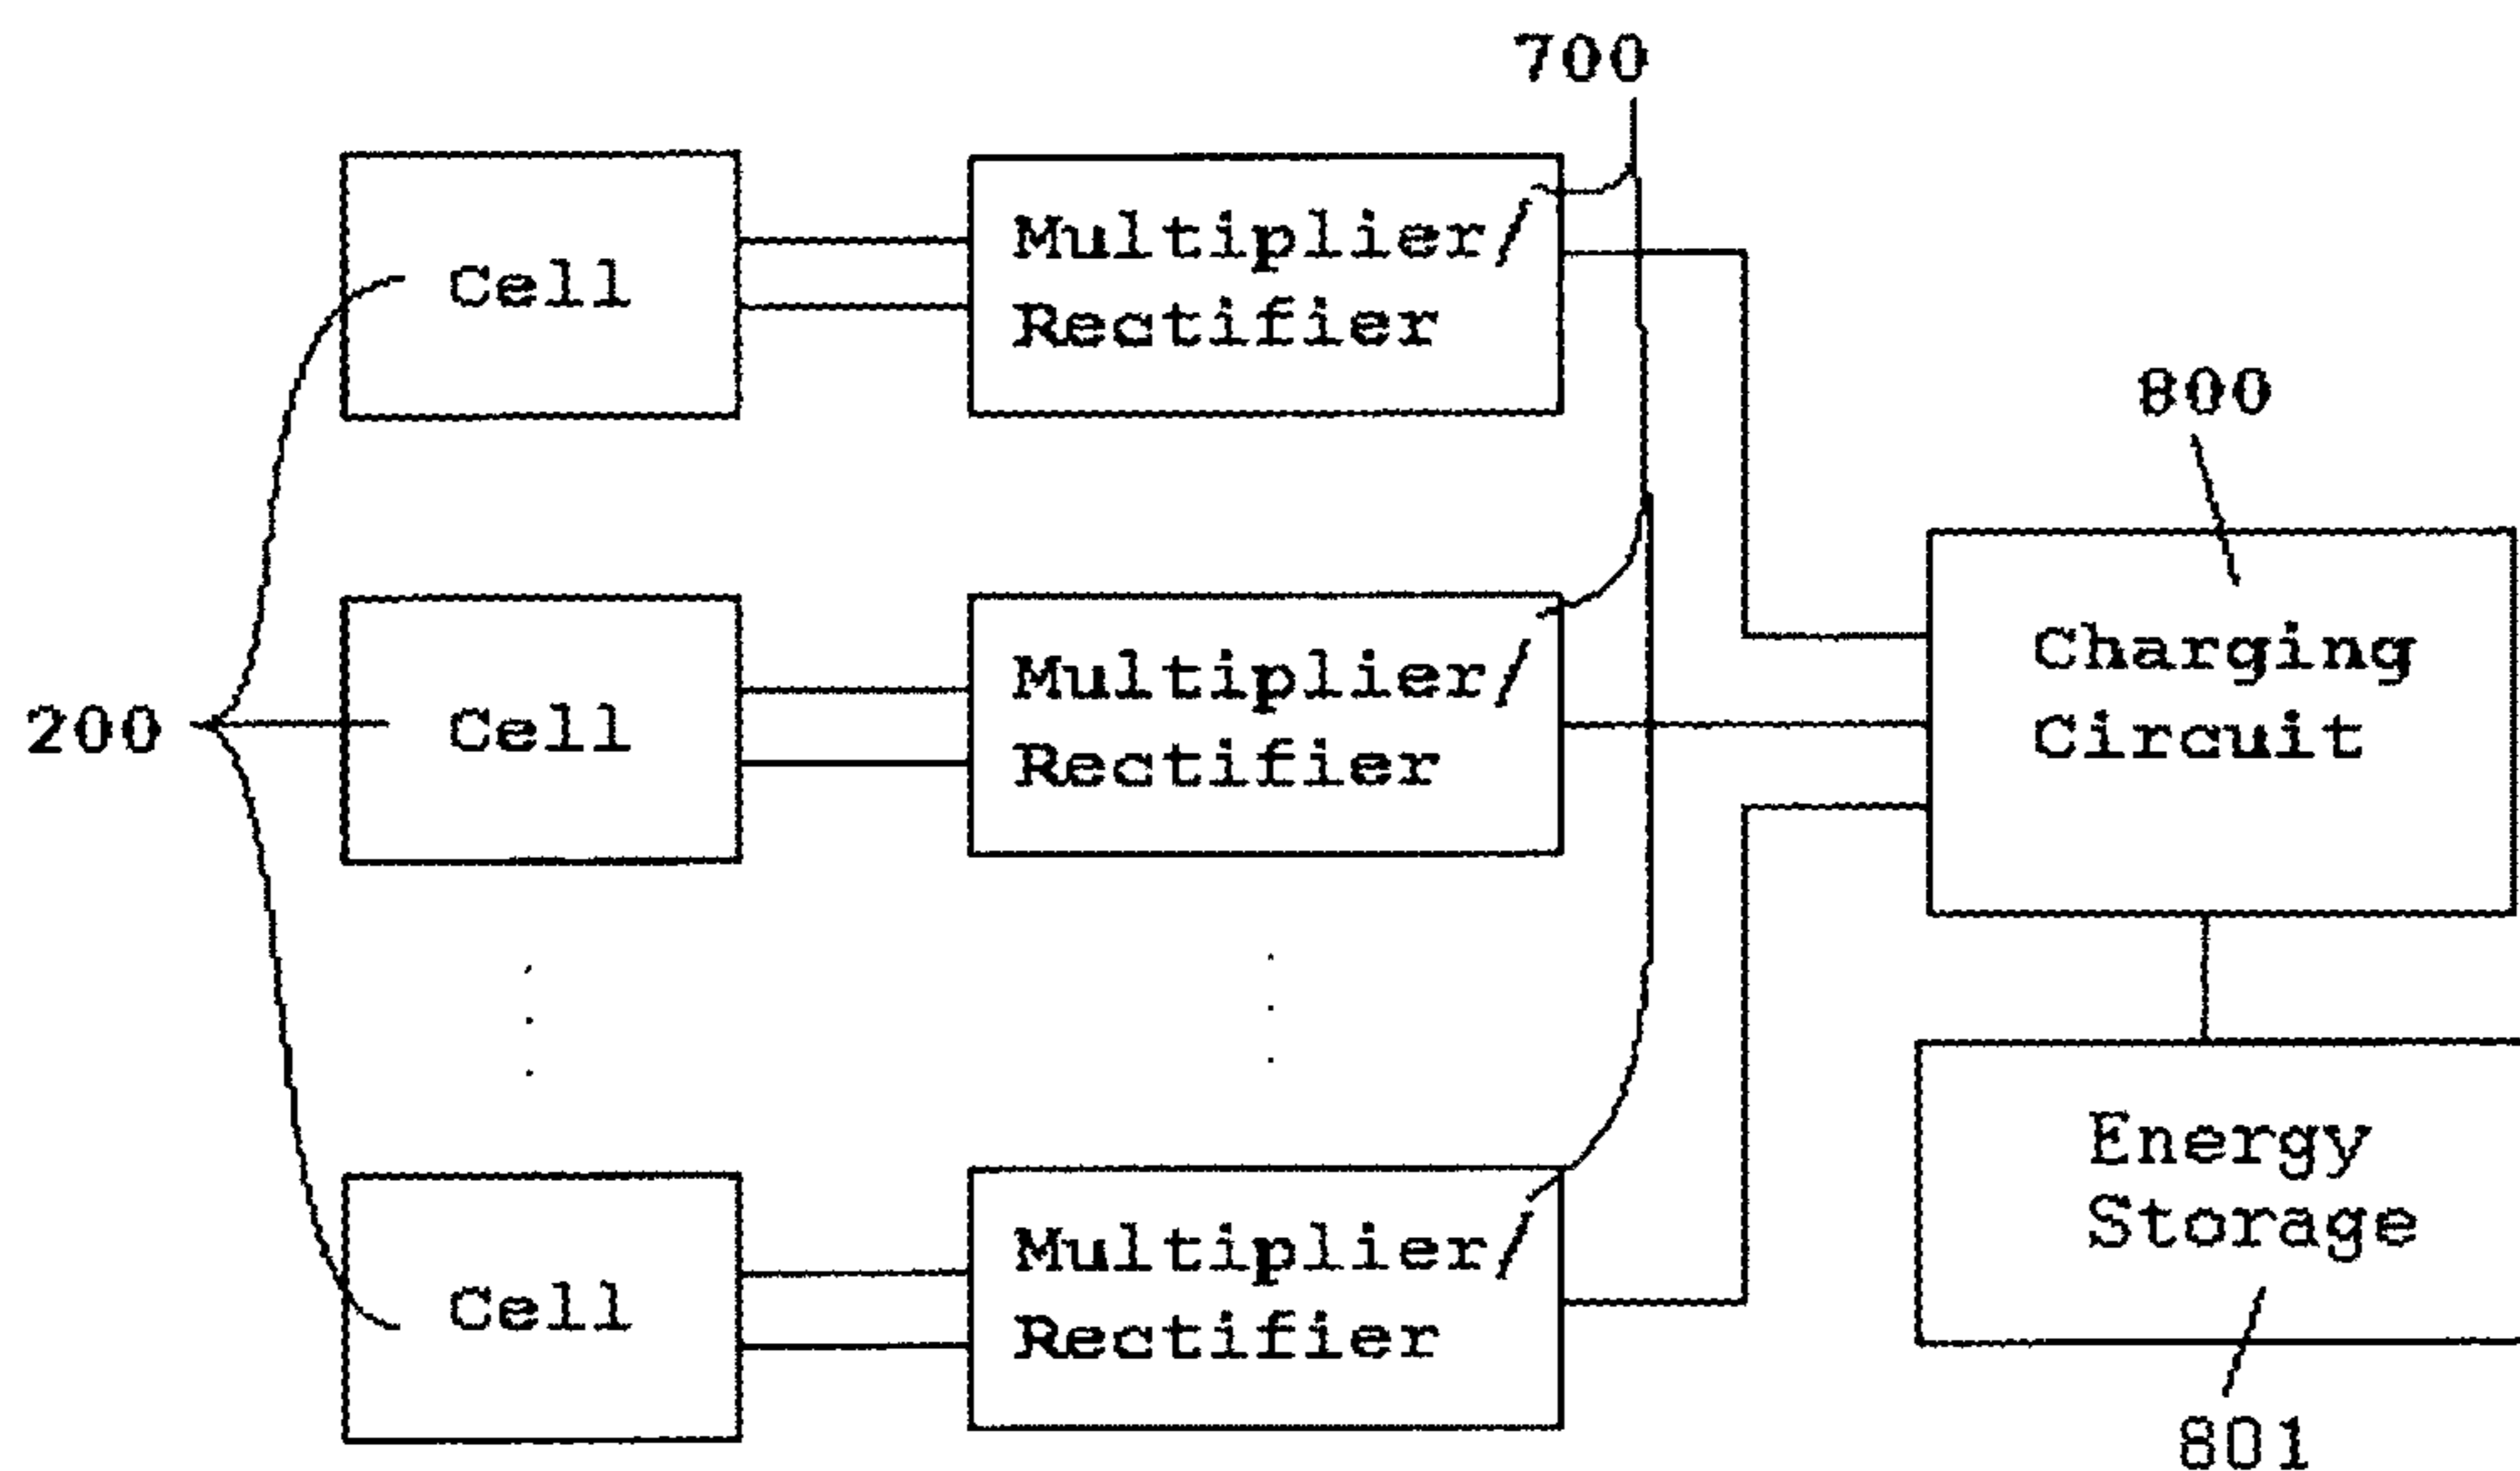 700
Cell
Multiplier/
Rectifier
800
200
Cell
Multiplier/
Rectifier
Charging
Circuit
Cell
Multiplier/
Rectifier
Energy
Storage
801